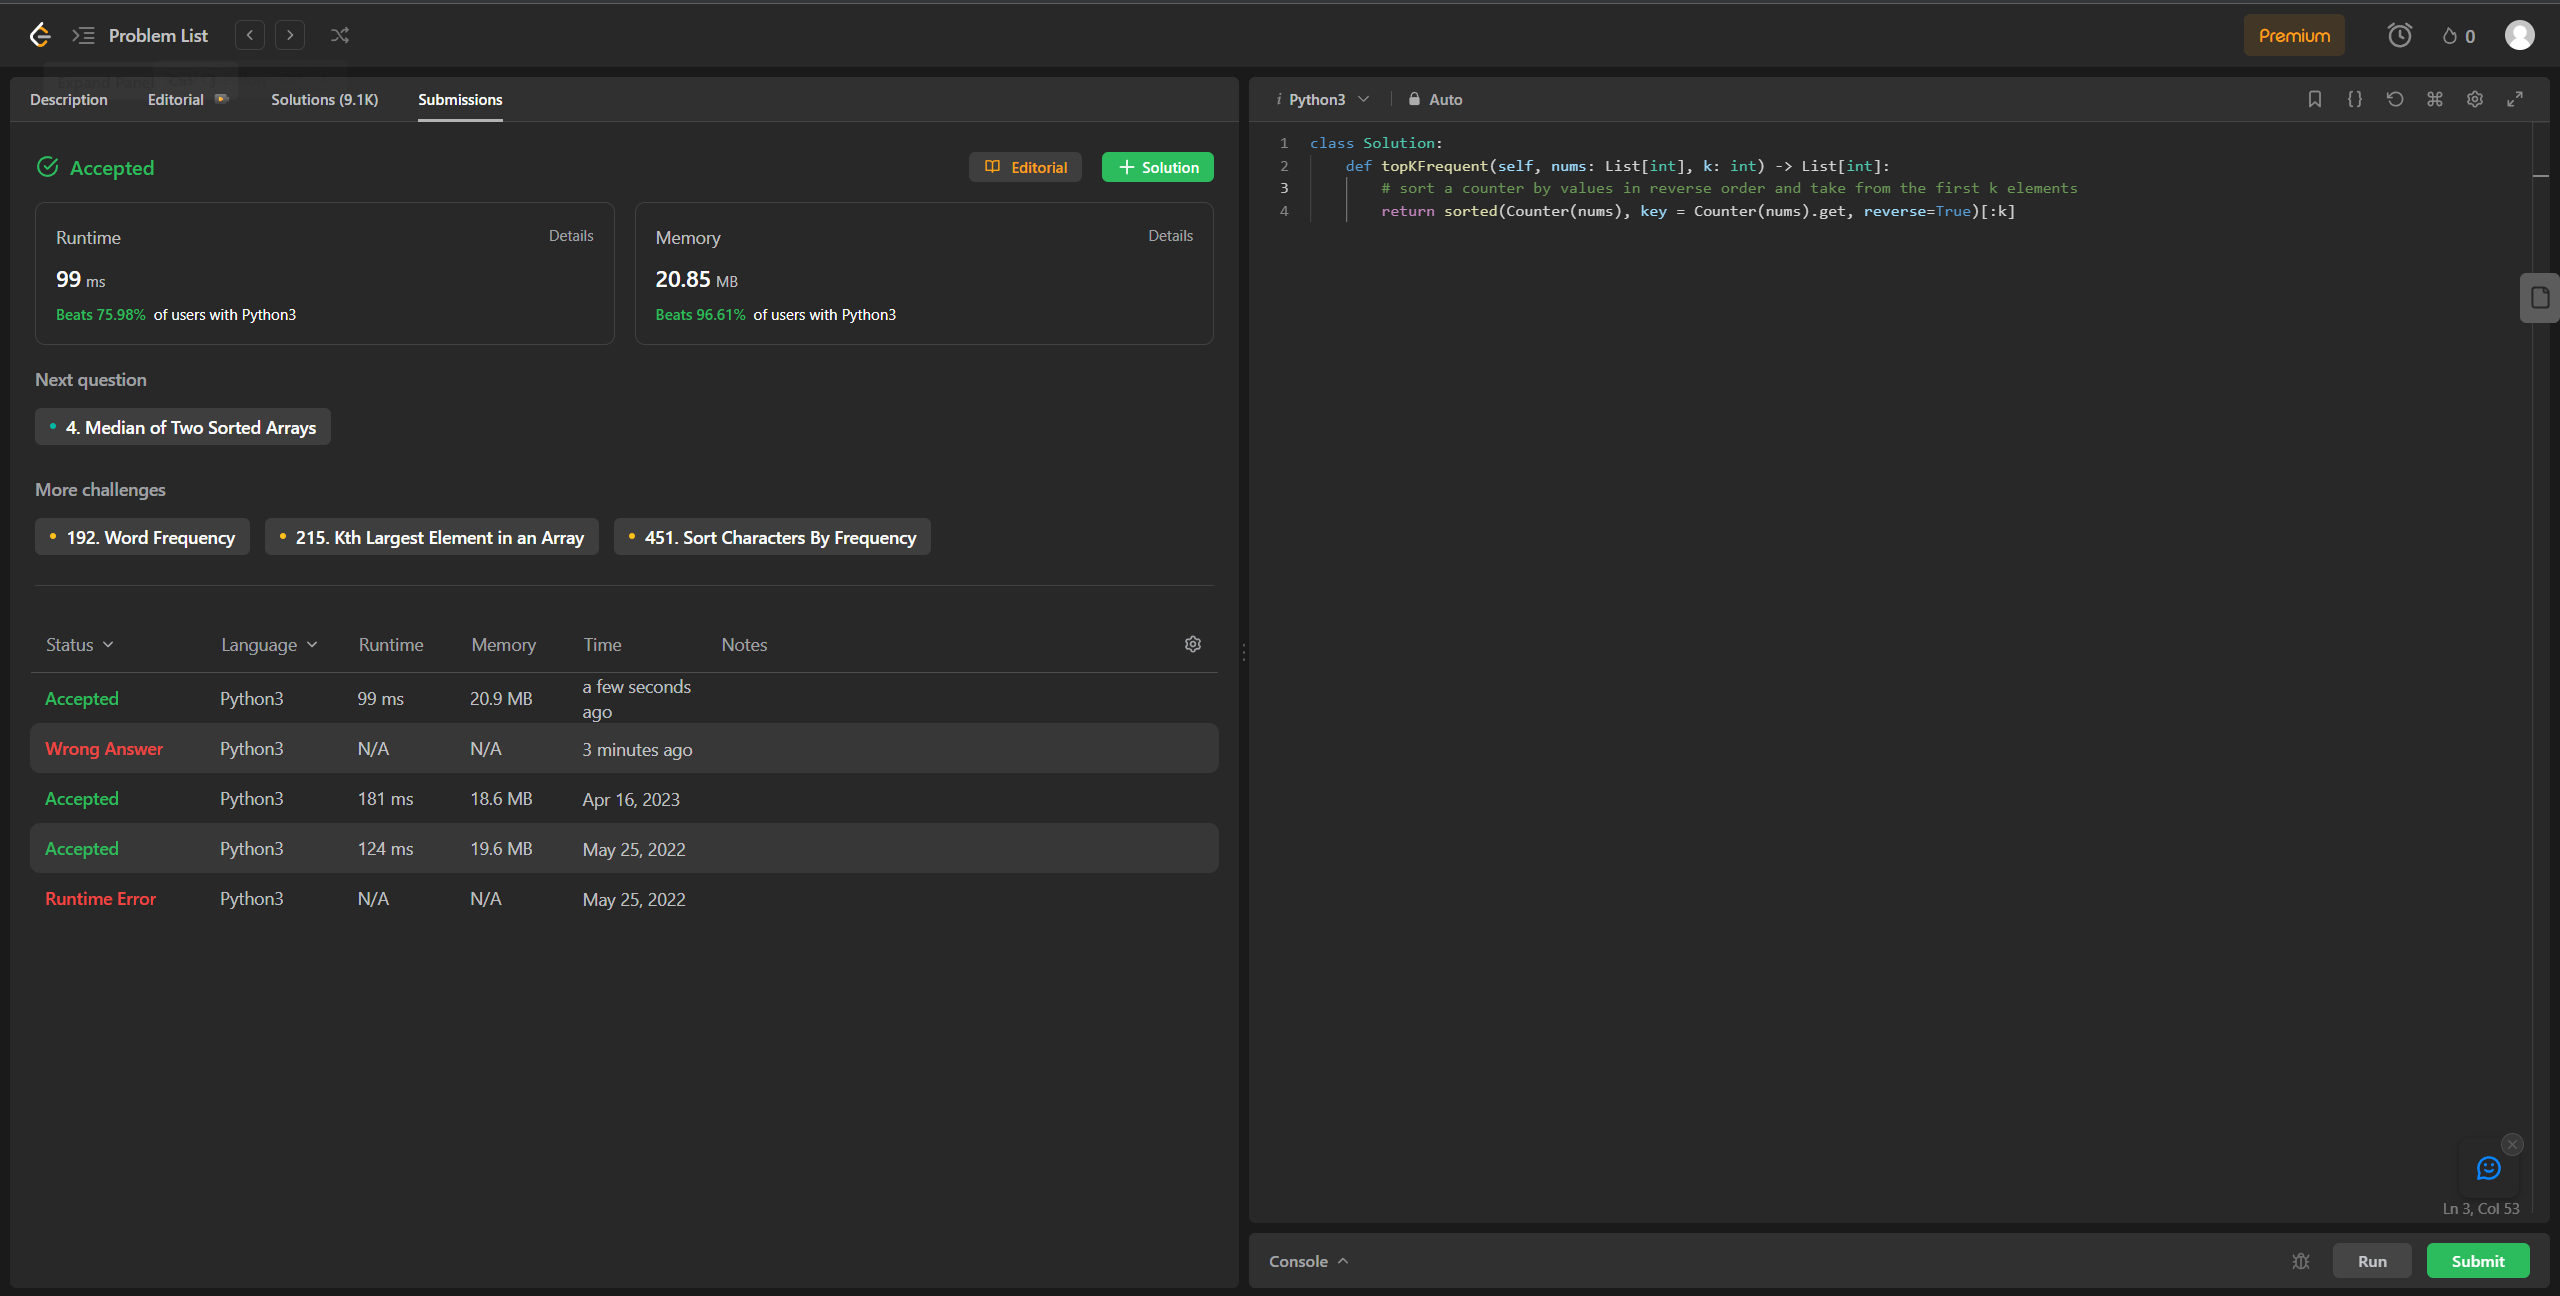 Problem List
Premium
0
Description Editorial Solutions (9.1K) Submissions
Accepted
Editorial
Solution
Runtime Details
99 ms
Beats 75.98% of users with Python3
Memory Details
20.85 MB
Beats 96.61% of users with Python3
Next question
4. Median of Two Sorted Arrays
More challenges
192. Word Frequency
215. Kth Largest Element in an Array
451. Sort Characters By Frequency
Status Language Runtime Memory Time Notes
Accepted Python3 99 ms 20.9 MB a few seconds
ago
Wrong Answer Python3 N/A N/A 3 minutes ago
Accepted Python3 181 ms 18.6 MB Apr 16, 2023
Accepted Python3 124 ms 19.6 MB May 25, 2022
Runtime Error Python3 N/A N/A May 25, 2022
i Python3 Auto
1 class Solution:
2 def topKFrequent(self, nums: List[int], k: int) -> List[int]:
3 # sort a counter by values in reverse order and take from the first k elements
4 return sorted(Counter(nums), key = Counter(nums).get, reverse=True)[:k]
Ln 3, Col 53
Console
Run
Submit